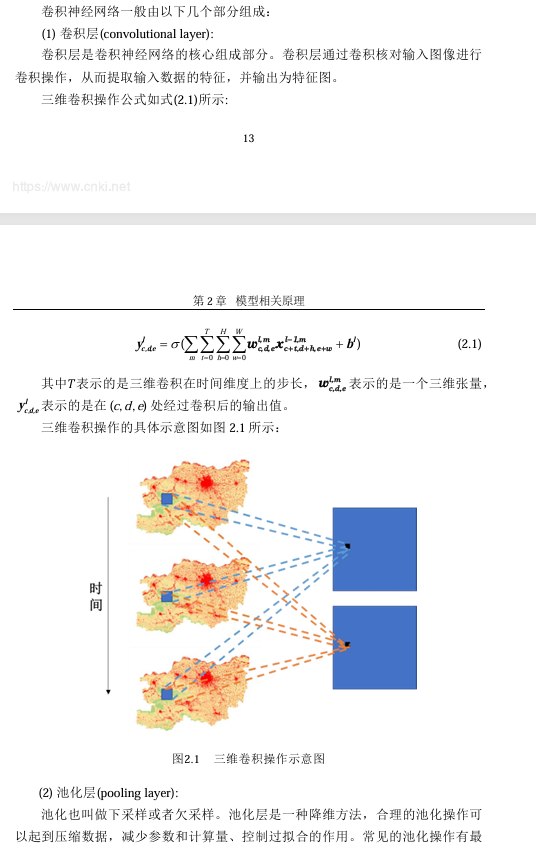 卷积神经网络一般由以下几个部分组成：
(1) 卷积层(convolutional layer):
卷积层是卷积神经网络的核心组成部分。卷积层通过卷积核对输入图像进行
卷积操作，从而提取输入数据的特征，并输出为特征图。
三维卷积操作公式如式(2.1)所示:
13
https://www.cnki.net
第 2 章 模型相关原理
y^l_{c,de} = σ(∑_m ∑_{t=0}^T ∑_{h=0}^H ∑_{w=0}^W w^{l,m}_{c,d,e} x^{l-1,m}_{c+t,d+h,e+w} + b^l) (2.1)
其中T表示的是三维卷积在时间维度上的步长， w^{l,m}_{c,d,e} 表示的是一个三维张量，
y^l_{c,d,e} 表示的是在 (c, d, e) 处经过卷积后的输出值。
三维卷积操作的具体示意图如图 2.1 所示：
时
间
图2.1 三维卷积操作示意图
(2) 池化层(pooling layer):
池化也叫做下采样或者欠采样。池化层是一种降维方法，合理的池化操作可
以起到压缩数据，减少参数和计算量、控制过拟合的作用。常见的池化操作有最